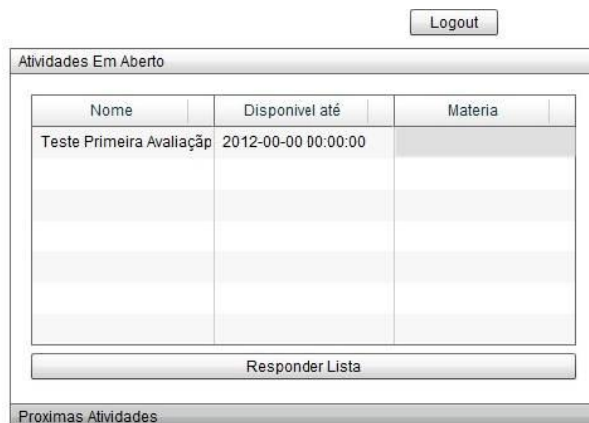 Logout
Atividades Em Aberto
Nome Disponivel até Materia
Teste Primeira Avaliaçãp 2012-00-00 00:00:00
Responder Lista
Proximas Atividades